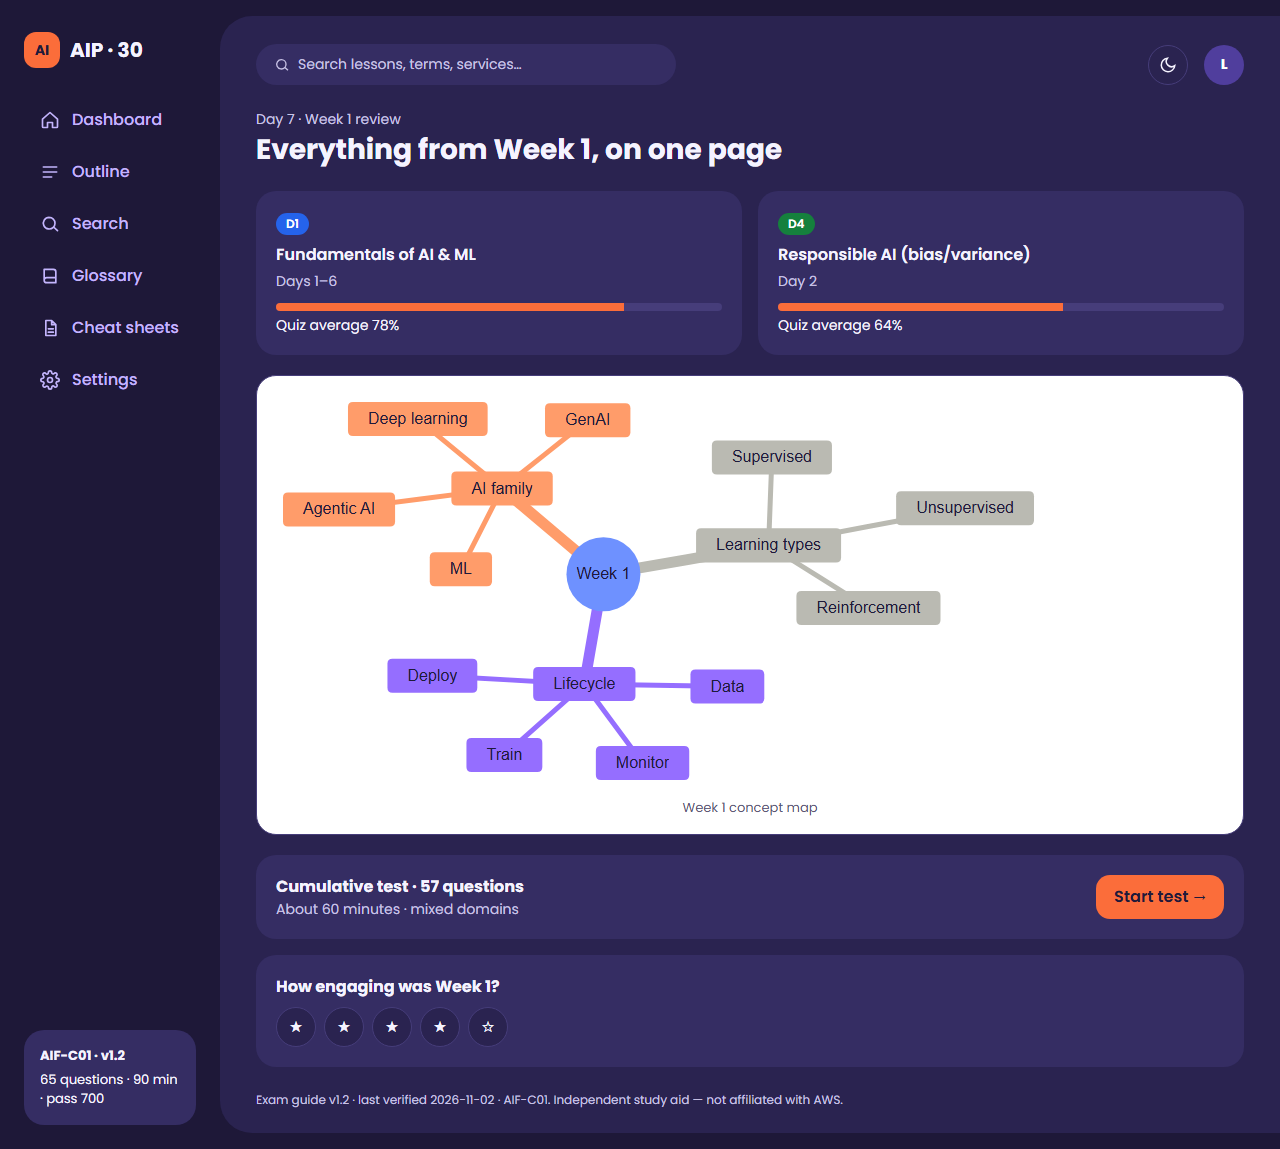 AI
AIP · 30
Dashboard
Outline
Search
Glossary
Cheat sheets
Settings
AIF-C01 · v1.2
65 questions · 90 min
· pass 700
Search lessons, terms, services...
L
Day 7 · Week 1 review
Everything from Week 1, on one page
D1
Fundamentals of AI & ML
Days 1–6
Quiz average 78%
D4
Responsible AI (bias/variance)
Day 2
Quiz average 64%
Deep learning
GenAI
AI family
Agentic AI
ML
Week 1
Supervised
Unsupervised
Learning types
Reinforcement
Deploy
Lifecycle
Data
Train
Monitor
Week 1 concept map
Cumulative test · 57 questions
About 60 minutes · mixed domains
Start test →
How engaging was Week 1?
★ ★ ★ ★ ☆
Exam guide v1.2 · last verified 2026-11-02 · AIF-C01. Independent study aid — not affiliated with AWS.